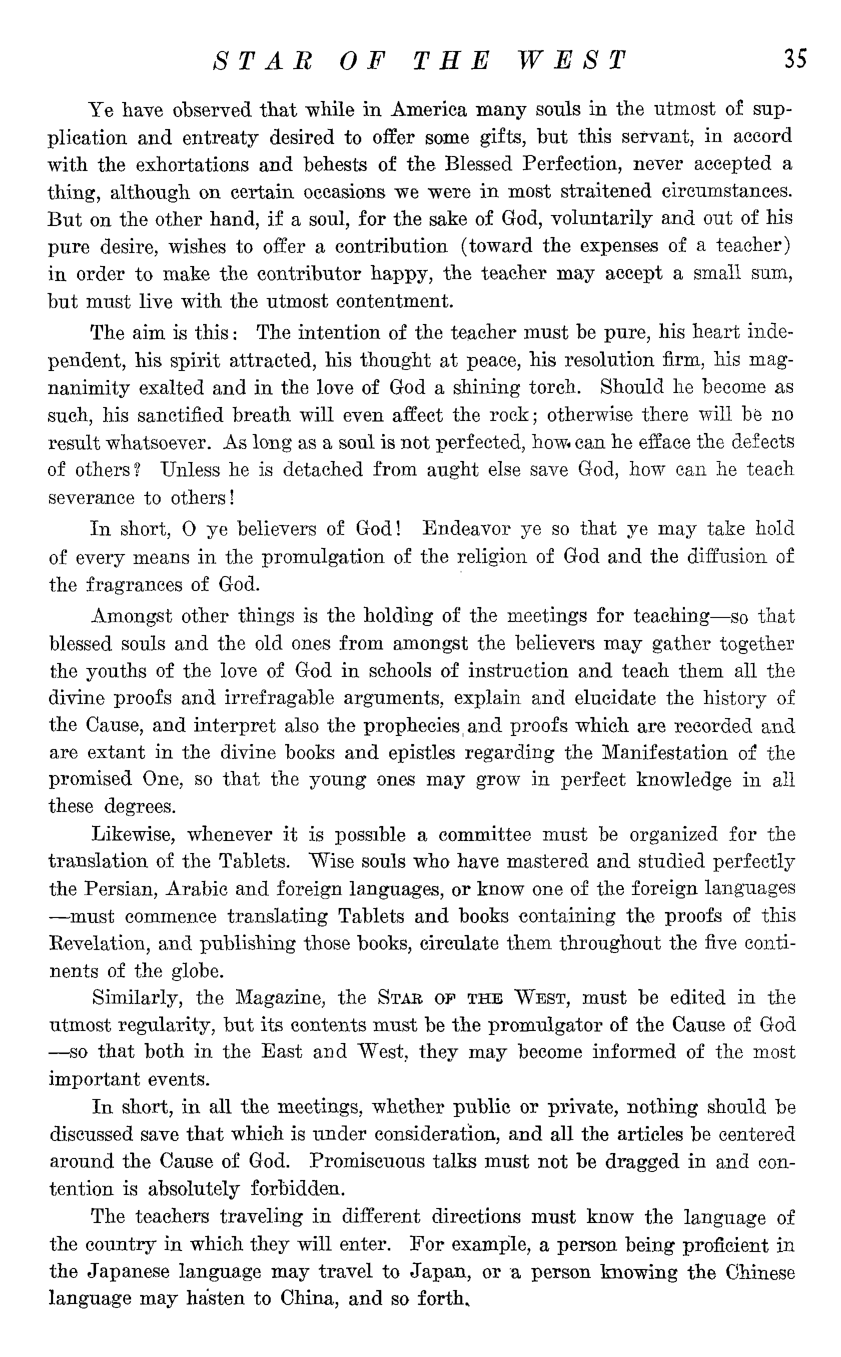 STAR OF THE WEST 35
Ye have observed that while in America many souls in the utmost of sup-
plication and entreaty desired to offer some gifts, but this servant, in accord
with the exhortations and behests of the Blessed Perfection, never accepted a
thing, although on certain occasions we were in most straitened circumstances.
But on the other hand, if a soul, for the sake of God, voluntarily and out of his
pure desire, wishes to offer a contribution (toward the expenses of a teacher)
in order to make the contributor happy, the teacher may accept a small sum,
but must live with the utmost contentment.
The aim is this: The intention of the teacher must be pure, his heart inde-
pendent, his spirit attracted, his thought at peace, his resolution firm, his mag-
nanimity exalted and in the love of God a shining torch. Should he become as
such, his sanctified breath will even affect the rock; otherwise there will be no
result whatsoever. As long as a soul is not perfected, how can he efface the defects
of others? Unless he is detached from aught else save God, how can he teach
severance to others!
In short, O ye believers of God! Endeavor ye so that ye may take hold
of every means in the promulgation of the religion of God and the diffusion of
the fragrances of God.
Amongst other things is the holding of the meetings for teaching—so that
blessed souls and the old ones from amongst the believers may gather together
the youths of the love of God in schools of instruction and teach them all the
divine proofs and irrefragable arguments, explain and elucidate the history of
the Cause, and interpret also the prophecies and proofs which are recorded and
are extant in the divine books and epistles regarding the Manifestation of the
promised One, so that the young ones may grow in perfect knowledge in all
these degrees.
Likewise, whenever it is possible a committee must be organized for the
translation of the Tablets. Wise souls who have mastered and studied perfectly
the Persian, Arabic and foreign languages, or know one of the foreign languages
—must commence translating Tablets and books containing the proofs of this
Revelation, and publishing those books, circulate them throughout the five conti-
nents of the globe.
Similarly, the Magazine, the STAR OF THE WEST, must be edited in the
utmost regularity, but its contents must be the promulgator of the Cause of God
—so that both in the East and West, they may become informed of the most
important events.
In short, in all the meetings, whether public or private, nothing should be
discussed save that which is under consideration, and all the articles be centered
around the Cause of God. Promiscuous talks must not be dragged in and con-
tention is absolutely forbidden.
The teachers traveling in different directions must know the language of
the country in which they will enter. For example, a person being proficient in
the Japanese language may travel to Japan, or a person knowing the Chinese
language may hasten to China, and so forth.